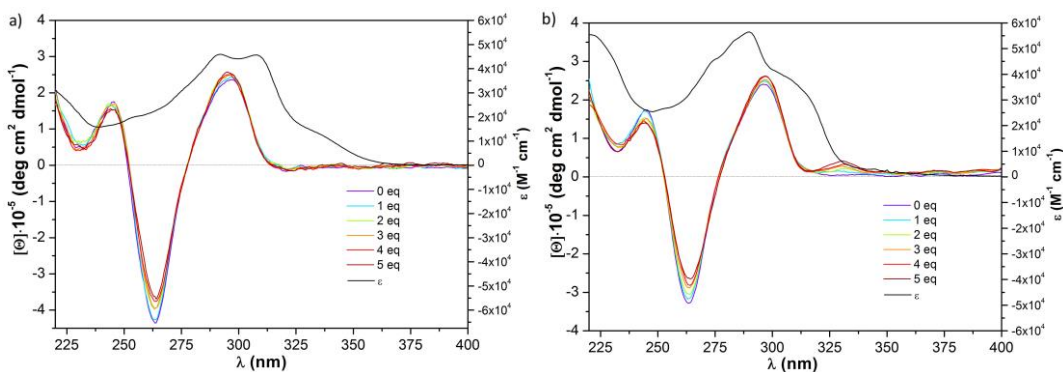 a)
[Θ]·10⁻⁵ (deg cm² dmol⁻¹)
4
3
2
1
0
-1
-2
-3
-4
0 eq
1 eq
2 eq
3 eq
4 eq
5 eq
ε
6x10⁴
5x10⁴
4x10⁴
3x10⁴
2x10⁴
1x10⁴
0
-1x10⁴
-2x10⁴
-3x10⁴
-4x10⁴
-5x10⁴
-6x10⁴
ε (M⁻¹ cm⁻¹)
225 250 275 300 325 350 375 400
λ (nm)
b)
[Θ]·10⁻⁵ (deg cm² dmol⁻¹)
4
3
2
1
0
-1
-2
-3
-4
0 eq
1 eq
2 eq
3 eq
4 eq
5 eq
ε
6x10⁴
5x10⁴
4x10⁴
3x10⁴
2x10⁴
1x10⁴
0
-1x10⁴
-2x10⁴
-3x10⁴
-4x10⁴
-5x10⁴
-6x10⁴
ε (M⁻¹ cm⁻¹)
225 250 275 300 325 350 375 400
λ (nm)